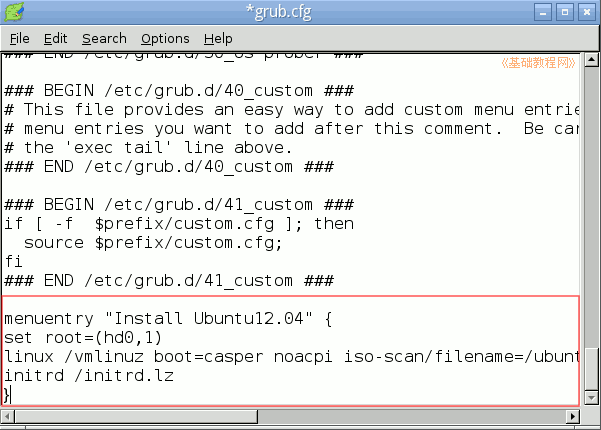 *grub.cfg
File Edit Search Options Help
### END /etc/grub.d/30_os-prober ###
《基础教程网》
### BEGIN /etc/grub.d/40_custom ###
# This file provides an easy way to add custom menu entrie
# menu entries you want to add after this comment.  Be car
# the 'exec tail' line above.
### END /etc/grub.d/40_custom ###
### BEGIN /etc/grub.d/41_custom ###
if [ -f  $prefix/custom.cfg ]; then
  source $prefix/custom.cfg;
fi
### END /etc/grub.d/41_custom ###
menuentry "Install Ubuntu12.04" {
set root=(hd0,1)
linux /vmlinuz boot=casper noacpi iso-scan/filename=/ubunt
initrd /initrd.lz
}